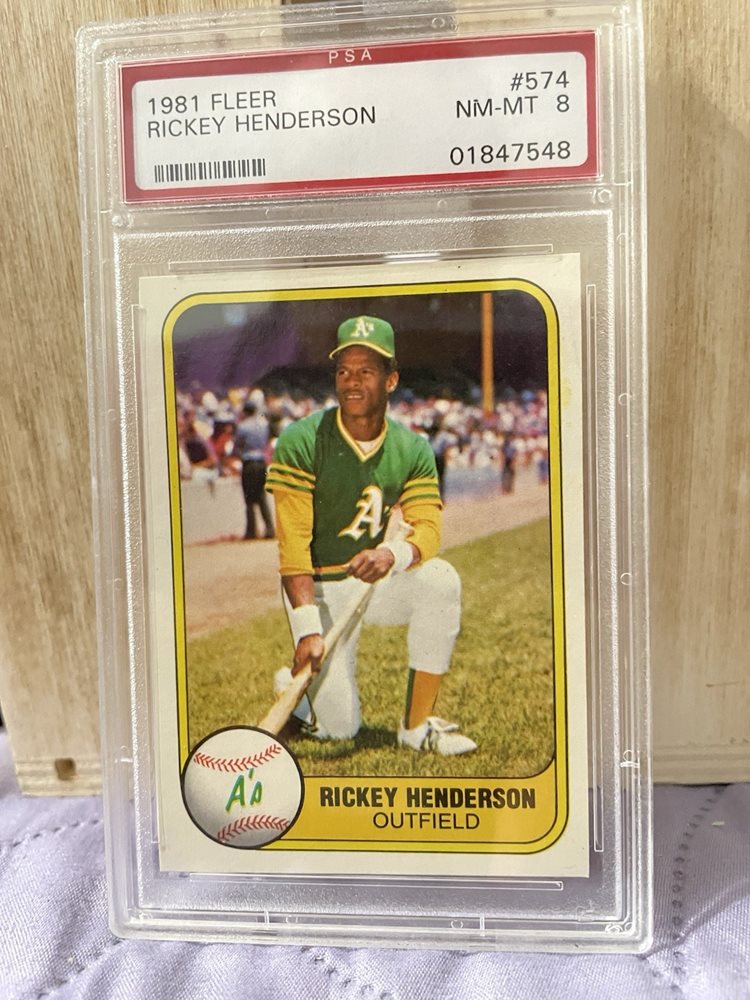 PSA
1981 FLEER #574
RICKEY HENDERSON NM-MT 8
01847548
A's
A's
A's
RICKEY HENDERSON
OUTFIELD